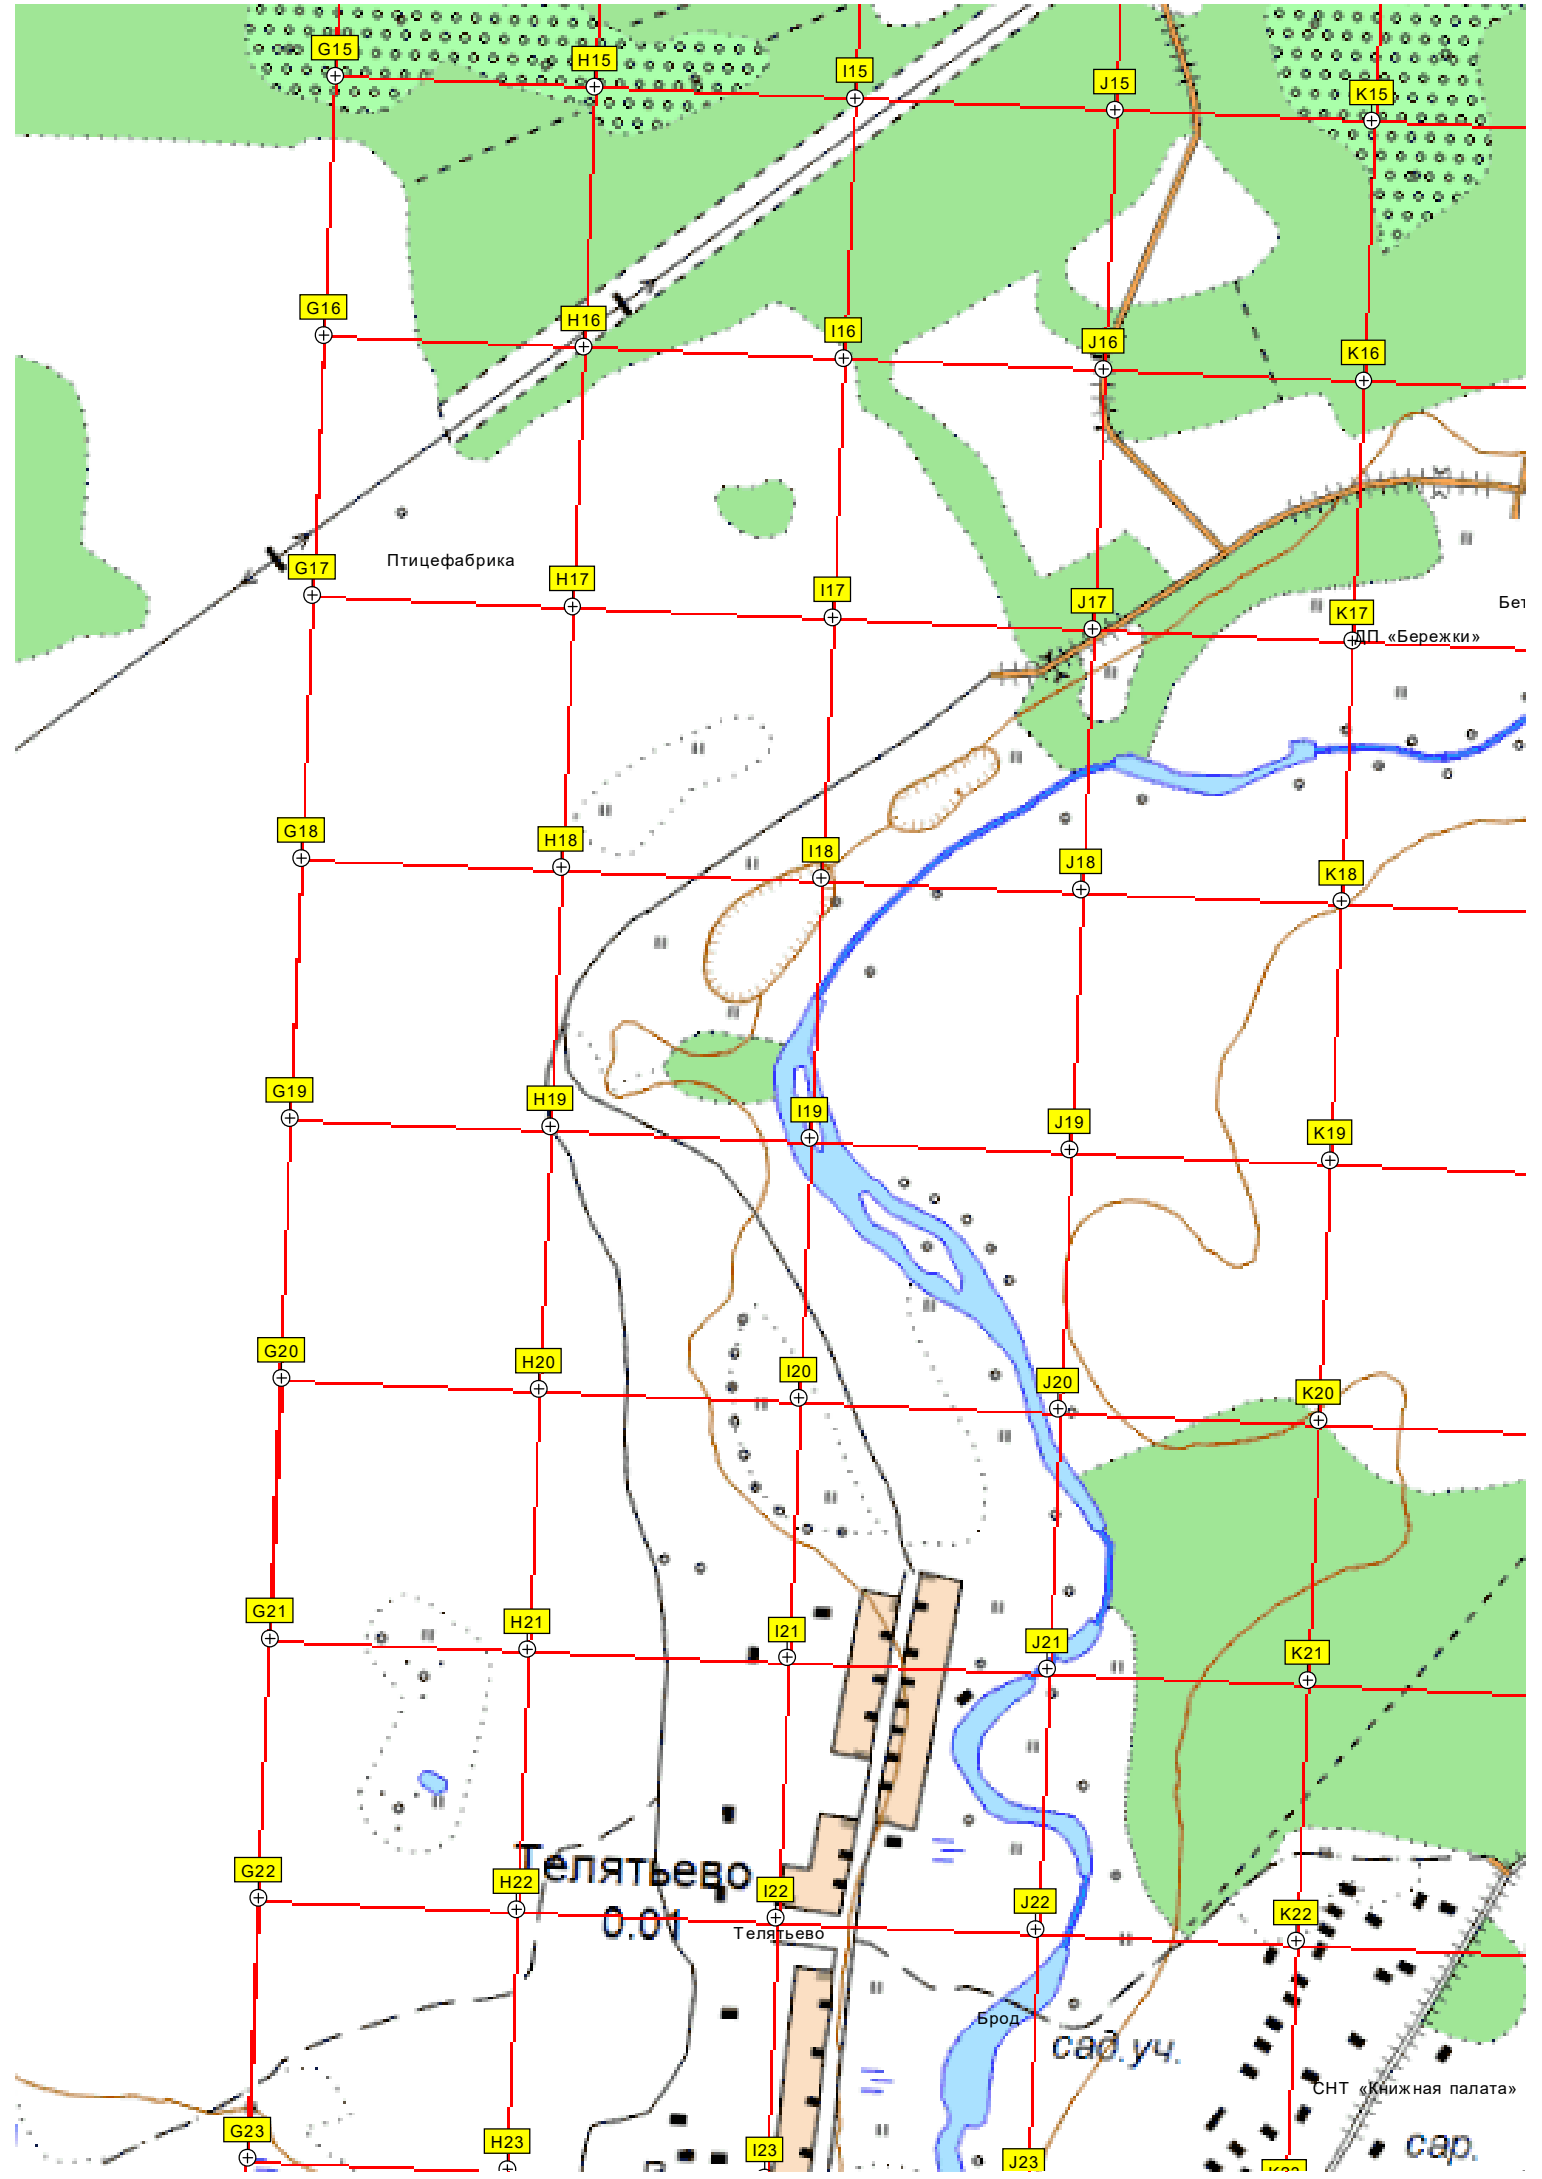 G15
H15
I15
J15
K15
G16
H16
I16
J16
K16
Птицефабрика
G17
H17
I17
J17
K17
Бет
ДП «Бережки»
G18
H18
I18
J18
K18
G19
H19
I19
J19
K19
G20
H20
I20
J20
K20
G21
H21
I21
J21
K21
Телятьево
G22
H22
I22
J22
K22
0.01
Телятьево
Брод
сад.уч.
СНТ «Книжная палата»
G23
H23
I23
J23
K23
сар.